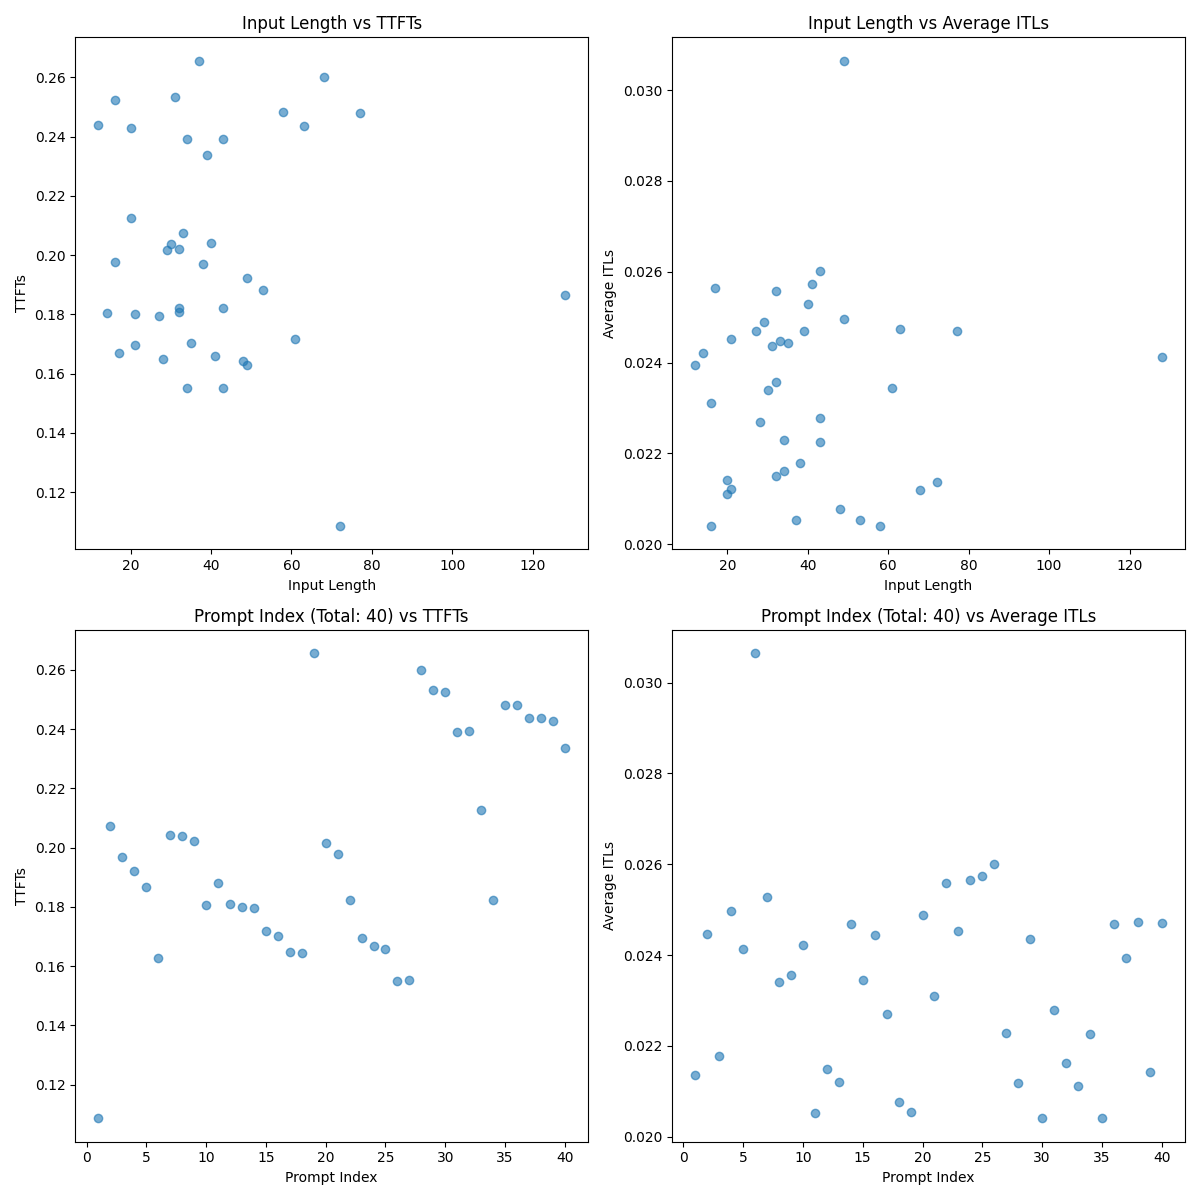 Input Length vs TTFTs
TTFTs
0.26
0.24
0.22
0.20
0.18
0.16
0.14
0.12
20 40 60 80 100 120
Input Length
Input Length vs Average ITLs
Average ITLs
0.030
0.028
0.026
0.024
0.022
0.020
20 40 60 80 100 120
Input Length
Prompt Index (Total: 40) vs TTFTs
TTFTs
0.26
0.24
0.22
0.20
0.18
0.16
0.14
0.12
0 5 10 15 20 25 30 35 40
Prompt Index
Prompt Index (Total: 40) vs Average ITLs
Average ITLs
0.030
0.028
0.026
0.024
0.022
0.020
0 5 10 15 20 25 30 35 40
Prompt Index